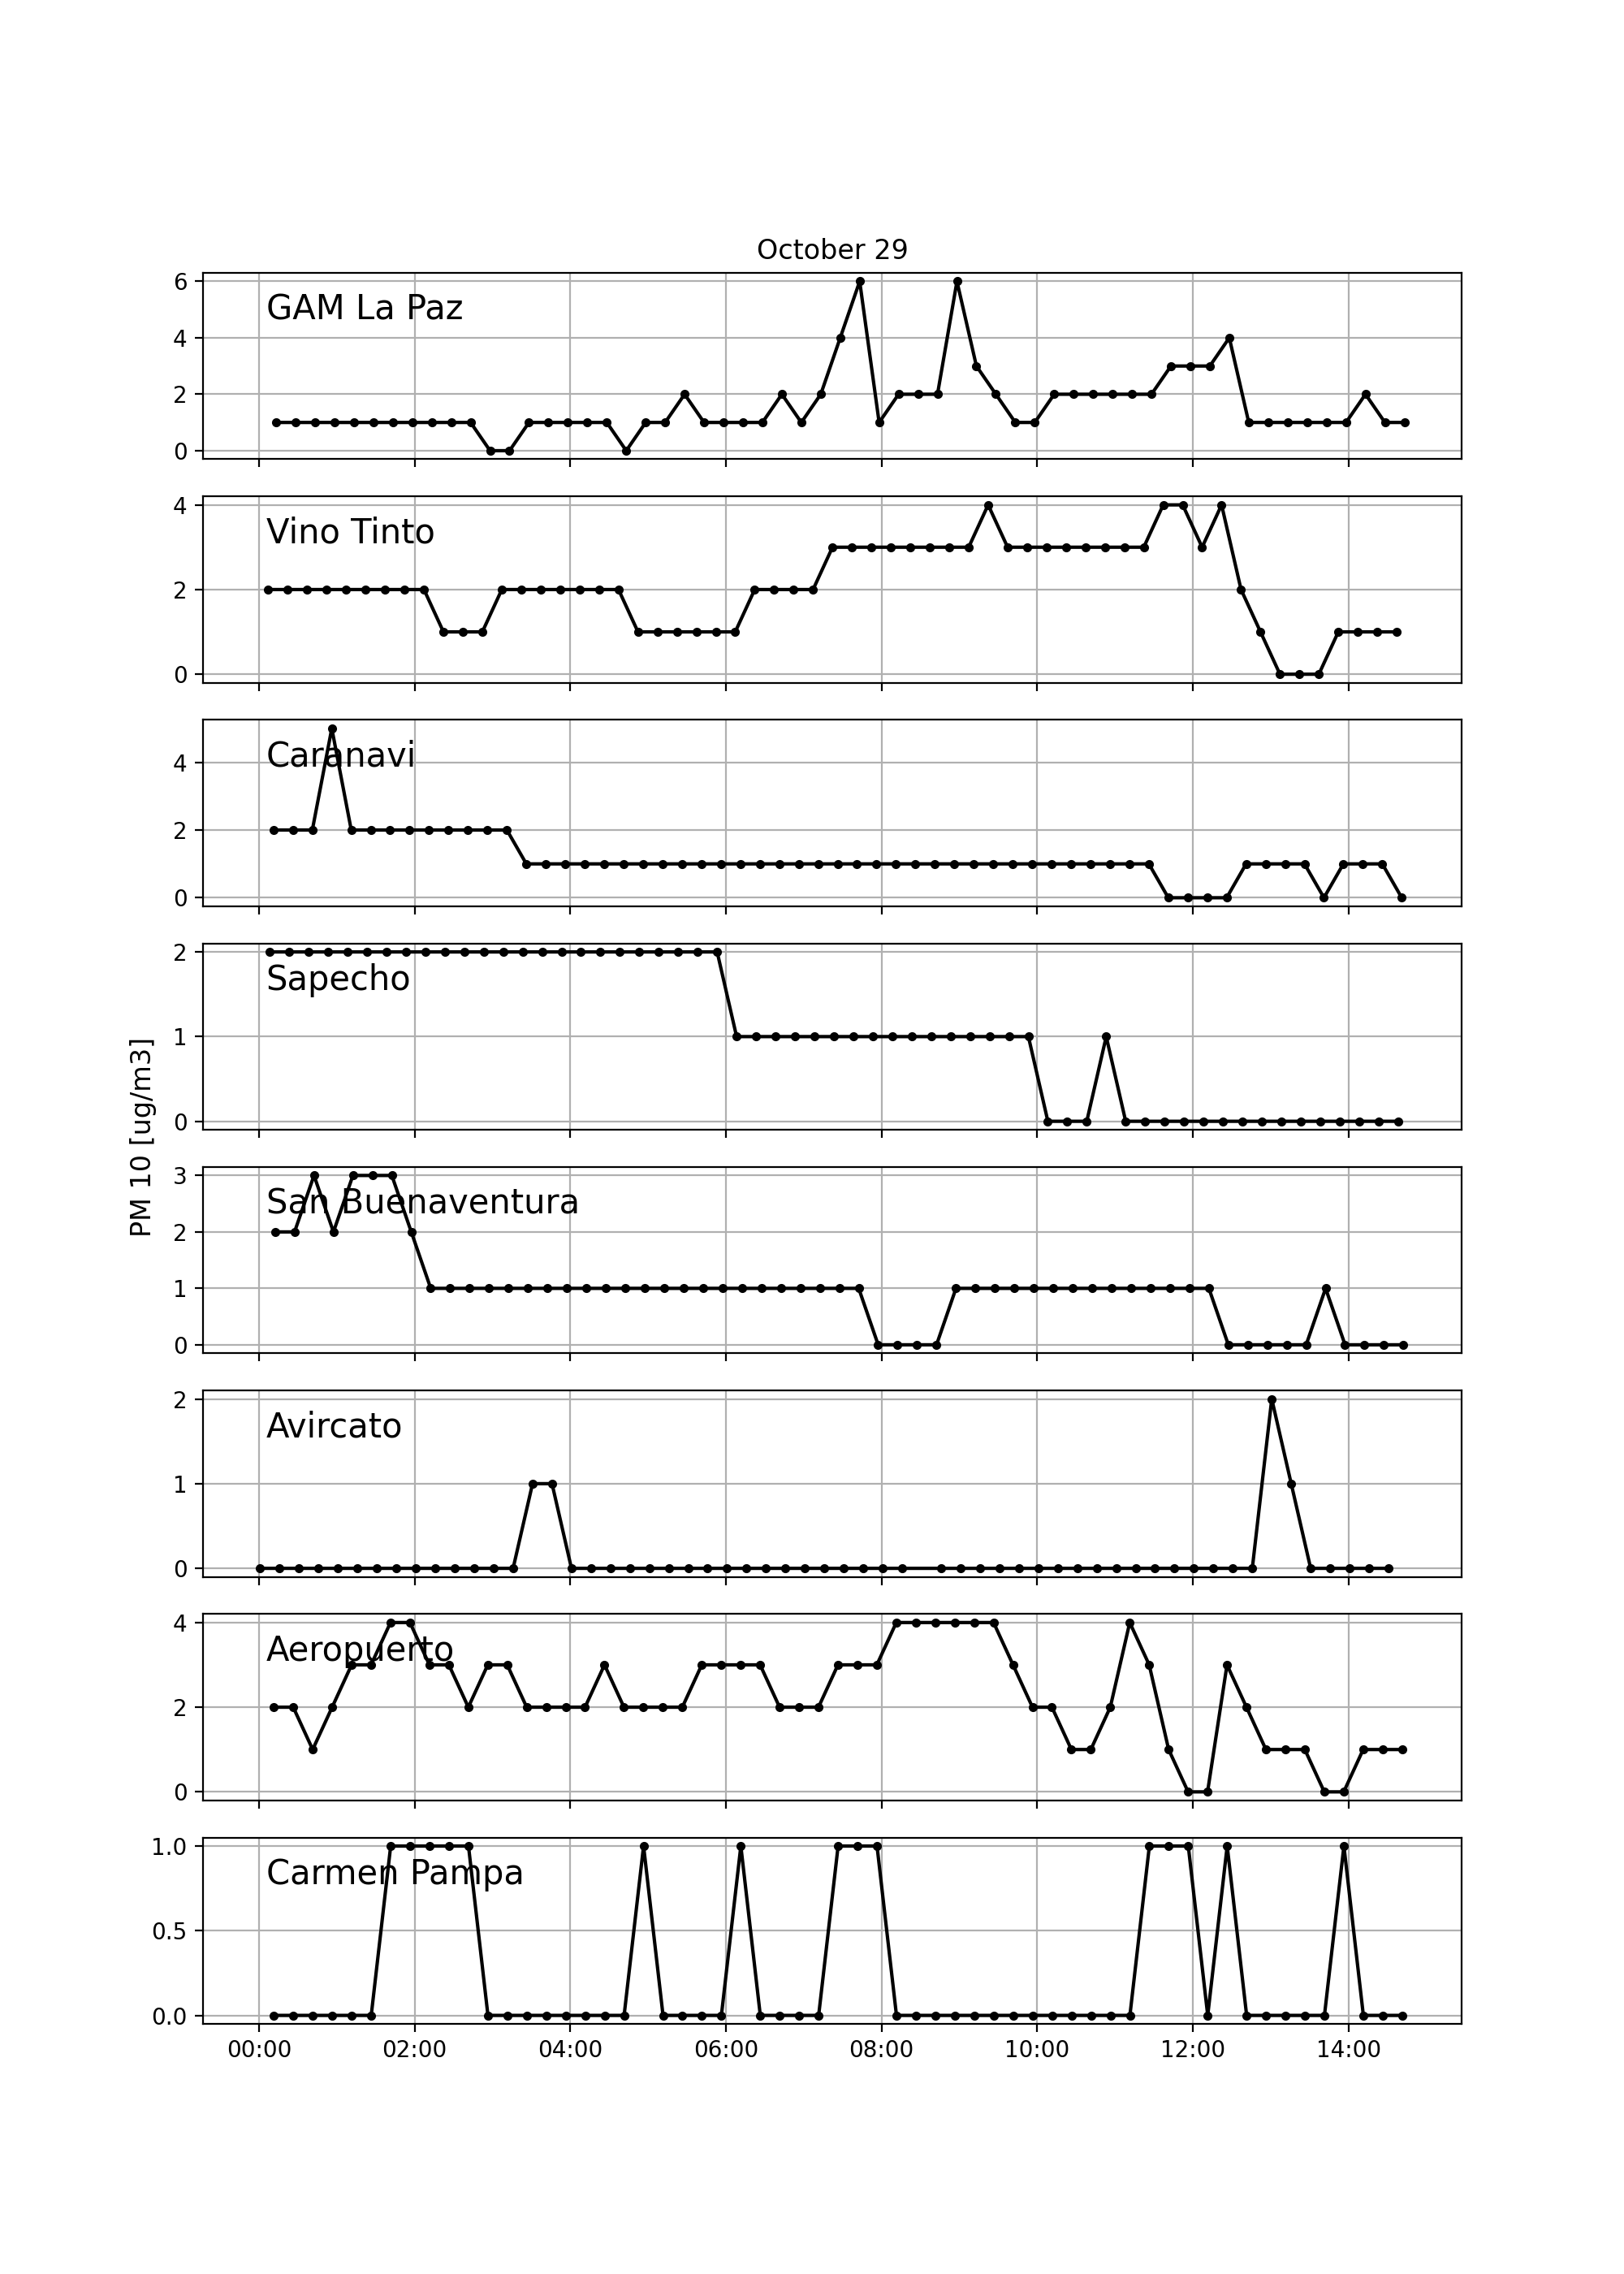 October 29
6
GAM La Paz
4
2
0
4
Vino Tinto
2
0
Caranavi
4
2
0
2
Sapecho
1
0
PM 10 [ug/m3]
3
San Buenaventura
2
1
0
2
Avircato
1
0
4
Aeropuerto
2
0
1.0
Carmen Pampa
0.5
0.0
00:00 02:00 04:00 06:00 08:00 10:00 12:00 14:00